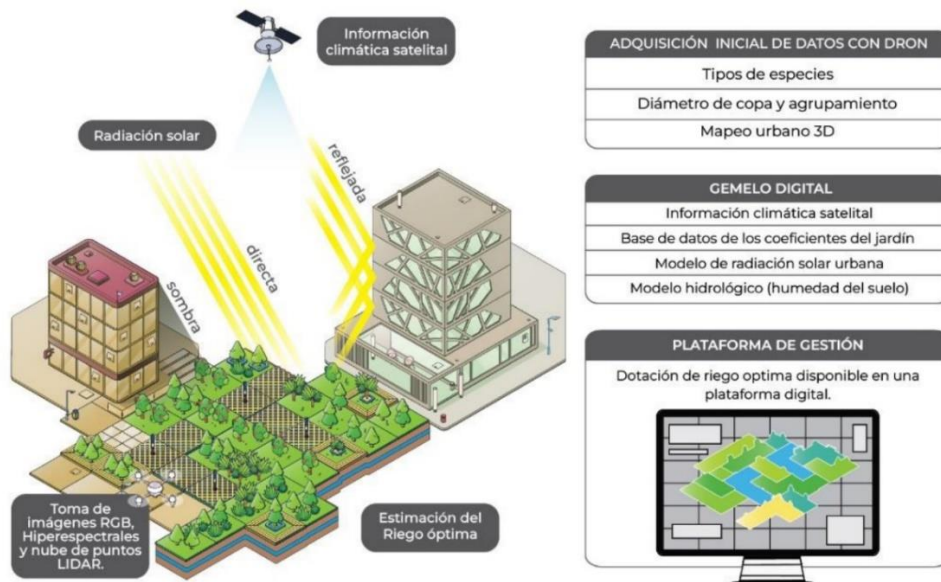 Información
climática satelital
Radiación solar
reflejada
directa
sombra
Toma de
imágenes RGB,
Hiperespectrales
y nube de puntos
LIDAR.
Estimación del
Riego óptima
ADQUISICIÓN INICIAL DE DATOS CON DRON
Tipos de especies
Diámetro de copa y agrupamiento
Mapeo urbano 3D
GEMELO DIGITAL
Información climática satelital
Base de datos de los coeficientes del jardín
Modelo de radiación solar urbana
Modelo hidrológico (humedad del suelo)
PLATAFORMA DE GESTIÓN
Dotación de riego optima disponible en una
plataforma digital.